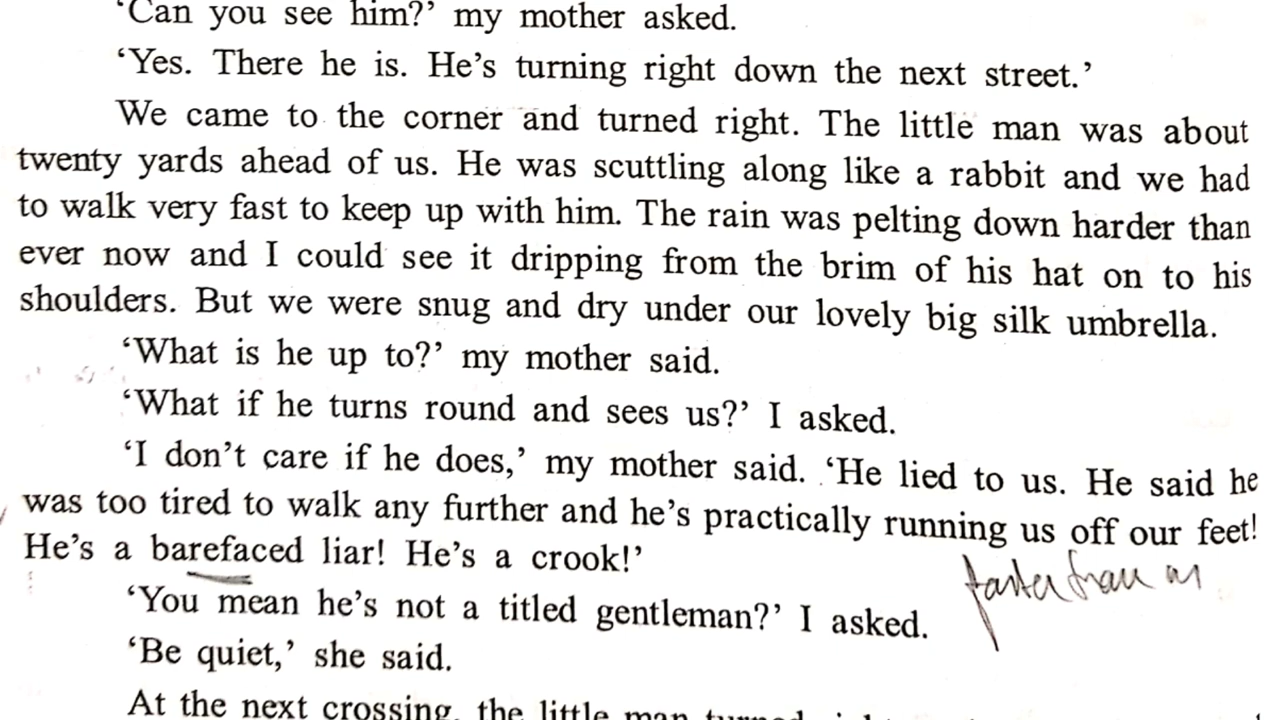 ‘Can you see him?’ my mother asked.
‘Yes. There he is. He’s turning right down the next street.’
We came to the corner and turned right. The little man was about
twenty yards ahead of us. He was scuttling along like a rabbit and we had
to walk very fast to keep up with him. The rain was pelting down harder than
ever now and I could see it dripping from the brim of his hat on to his
shoulders. But we were snug and dry under our lovely big silk umbrella.
‘What is he up to?’ my mother said.
‘What if he turns round and sees us?’ I asked.
‘I don’t care if he does,’ my mother said. ‘He lied to us. He said he
was too tired to walk any further and he’s practically running us off our feet!
He’s a barefaced liar! He’s a crook!’
‘You mean he’s not a titled gentleman?’ I asked.
‘Be quiet,’ she said.
At the next crossing, the little man turned